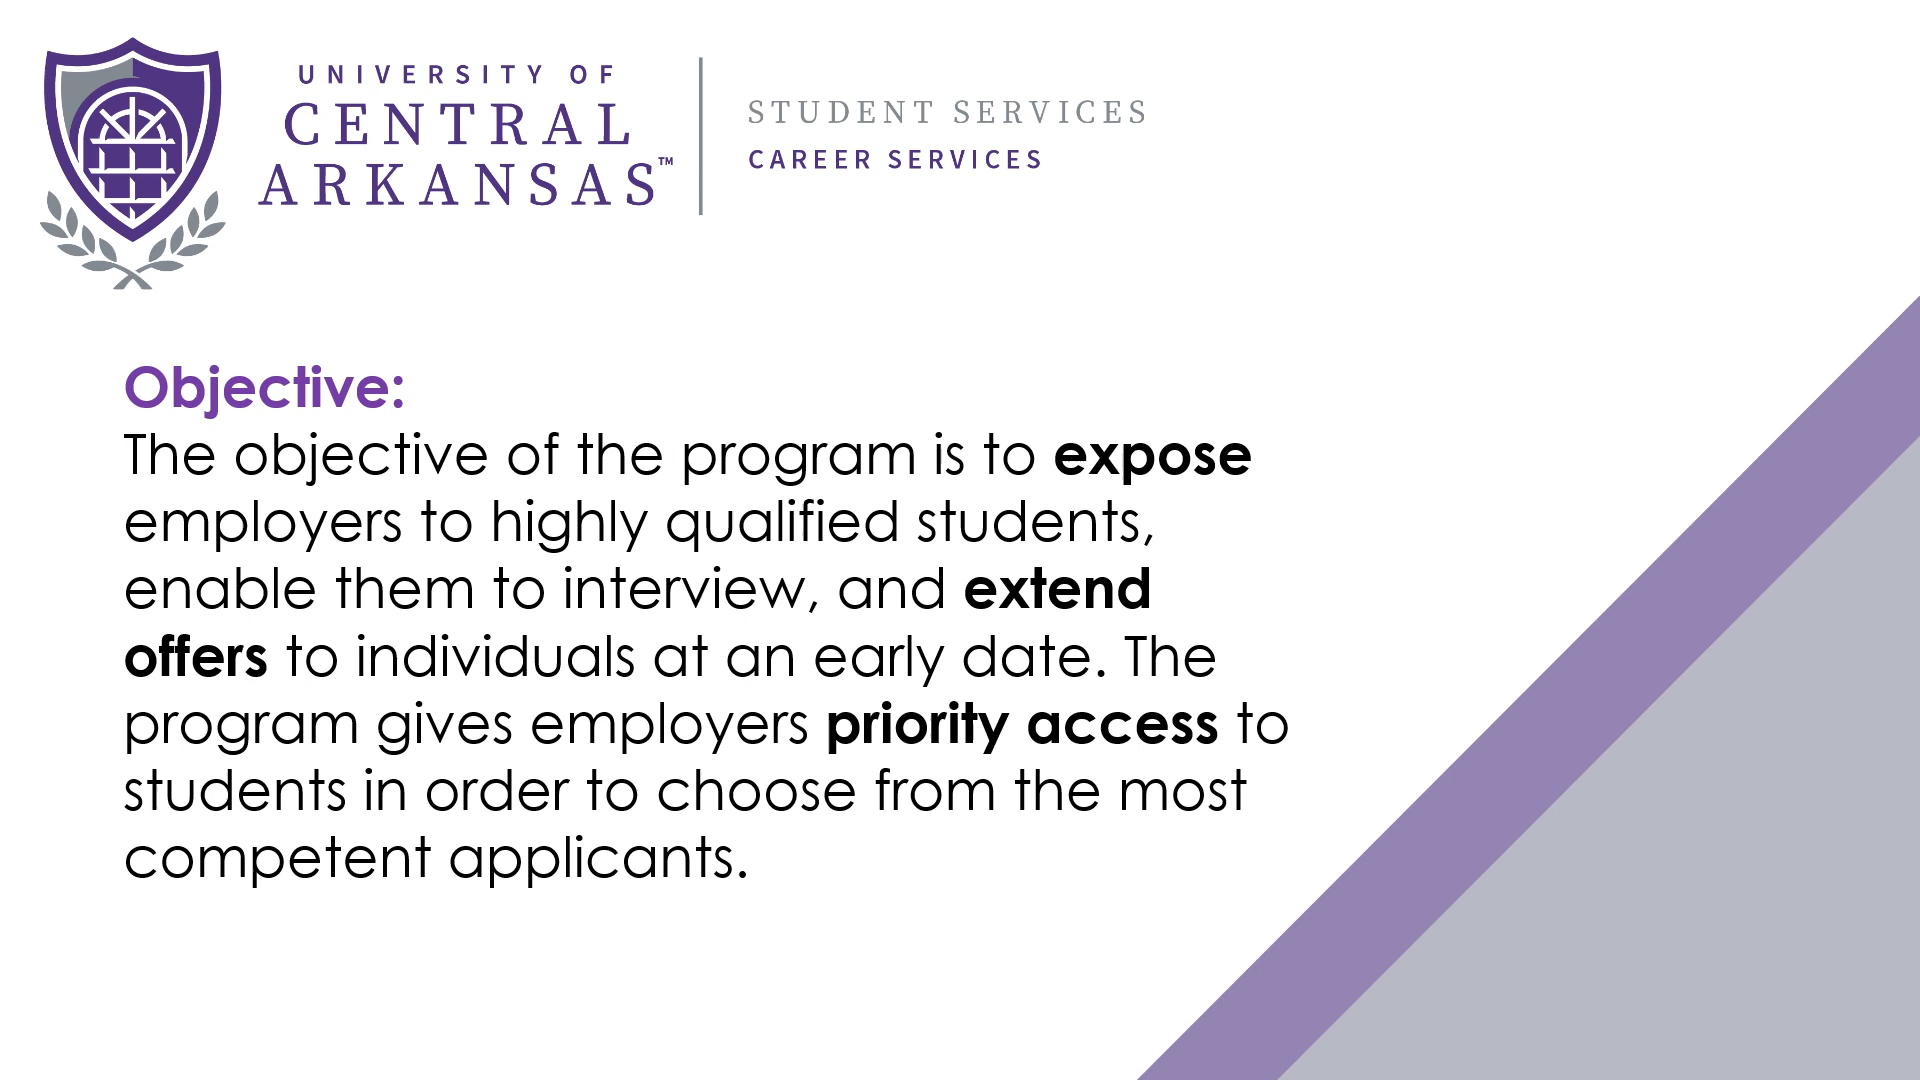 UNIVERSITY OF
CENTRAL
ARKANSAS™
STUDENT SERVICES
CAREER SERVICES
Objective:
The objective of the program is to expose
employers to highly qualified students,
enable them to interview, and extend
offers to individuals at an early date. The
program gives employers priority access to
students in order to choose from the most
competent applicants.